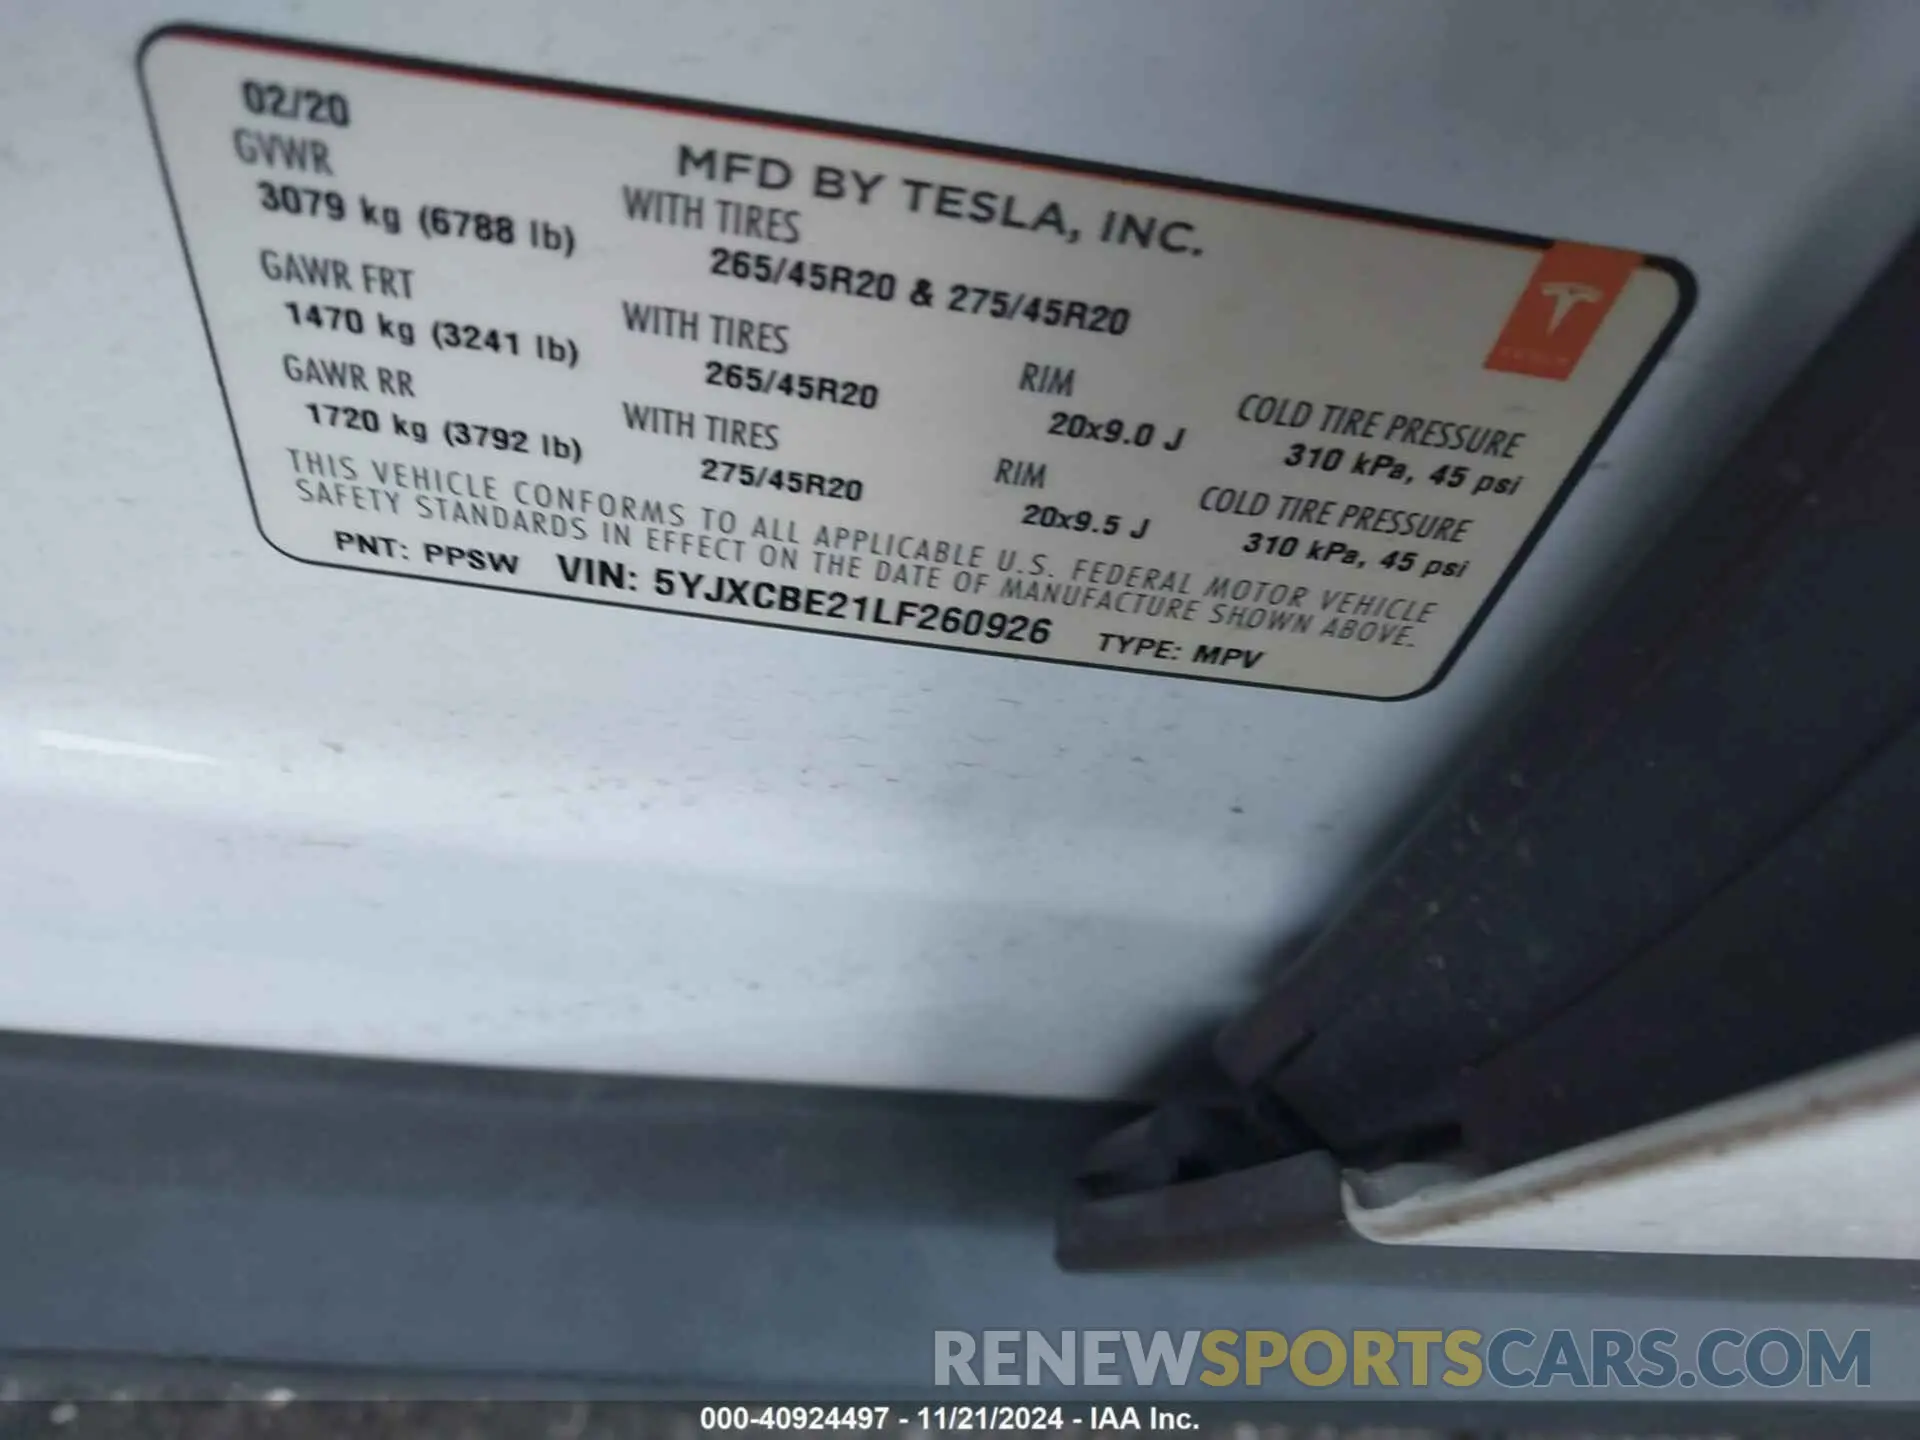 02/20
MFD BY TESLA, INC.
GVWR
3079 kg (6788 lb)
WITH TIRES
265/45R20 & 275/45R20
GAWR FRT
1470 kg (3241 lb)
WITH TIRES
265/45R20
RIM
20x9.0 J
COLD TIRE PRESSURE
310 kPa, 45 psi
GAWR RR
1720 kg (3792 lb)
WITH TIRES
275/45R20
RIM
20x9.5 J
COLD TIRE PRESSURE
310 kPa, 45 psi
THIS VEHICLE CONFORMS TO ALL APPLICABLE U.S. FEDERAL MOTOR VEHICLE
SAFETY STANDARDS IN EFFECT ON THE DATE OF MANUFACTURE SHOWN ABOVE.
PNT: PPSW VIN: 5YJXCBE21LF260926 TYPE: MPV
RENEWSPORTSCARS.COM
000-40924497 - 11/21/2024 - IAA Inc.